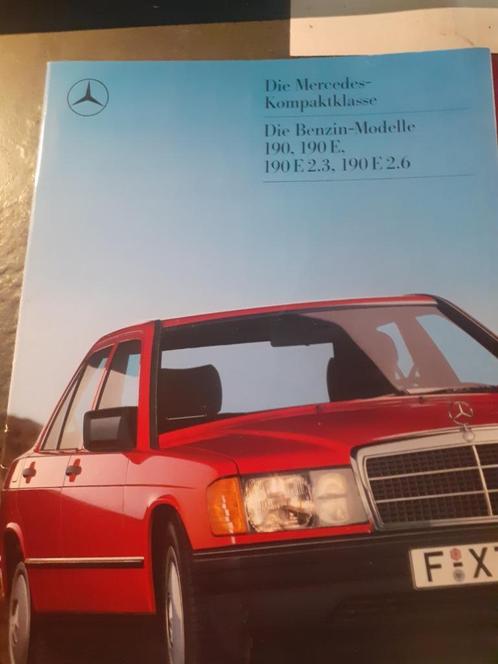 Die Mercedes-
Kompaktklasse
Die Benzin-Modelle
190, 190 E,
190 E 2.3, 190 E 2.6
F X